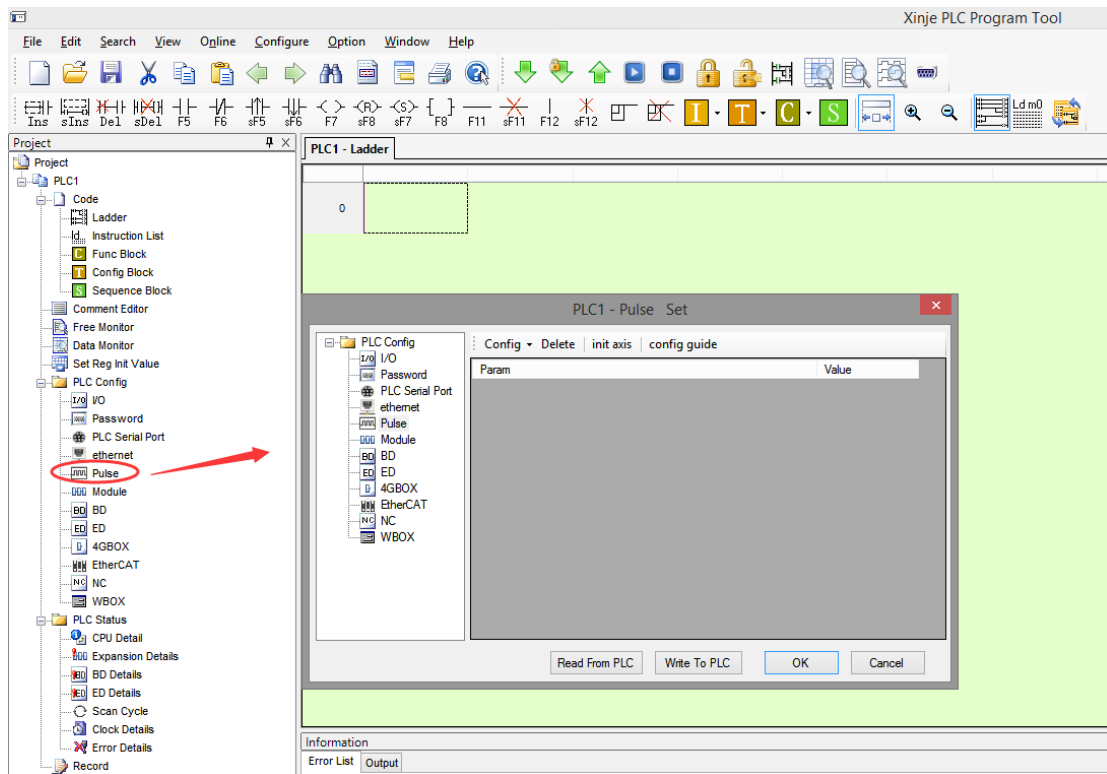 Xinje PLC Program Tool
File Edit Search View Online Configure Option Window Help
Ins sIns Del sDel F5 F6 sF5 sF6 F7 sF8 sF7 F8 F11 sF11 F12 sF12 I T C S Ld m0
Project
PLC1 - Ladder
Project
PLC1
Code
Ladder
Instruction List
Func Block
Config Block
Sequence Block
Comment Editor
Free Monitor
Data Monitor
Set Reg Init Value
PLC Config
I/O I/O
Password
PLC Serial Port
ethernet
Pulse
Module
BD BD
ED ED
4GBOX
EtherCAT
NC NC
WBOX
PLC Status
CPU Detail
Expansion Details
BD Details
ED Details
Scan Cycle
Clock Details
Error Details
Record
0
PLC1 - Pulse Set
PLC Config
I/O I/O
Password
PLC Serial Port
ethernet
Pulse
Module
BD BD
ED ED
4GBOX
EtherCAT
NC NC
WBOX
Config Delete init axis config guide
Param Value
Read From PLC Write To PLC OK Cancel
Information
Error List Output